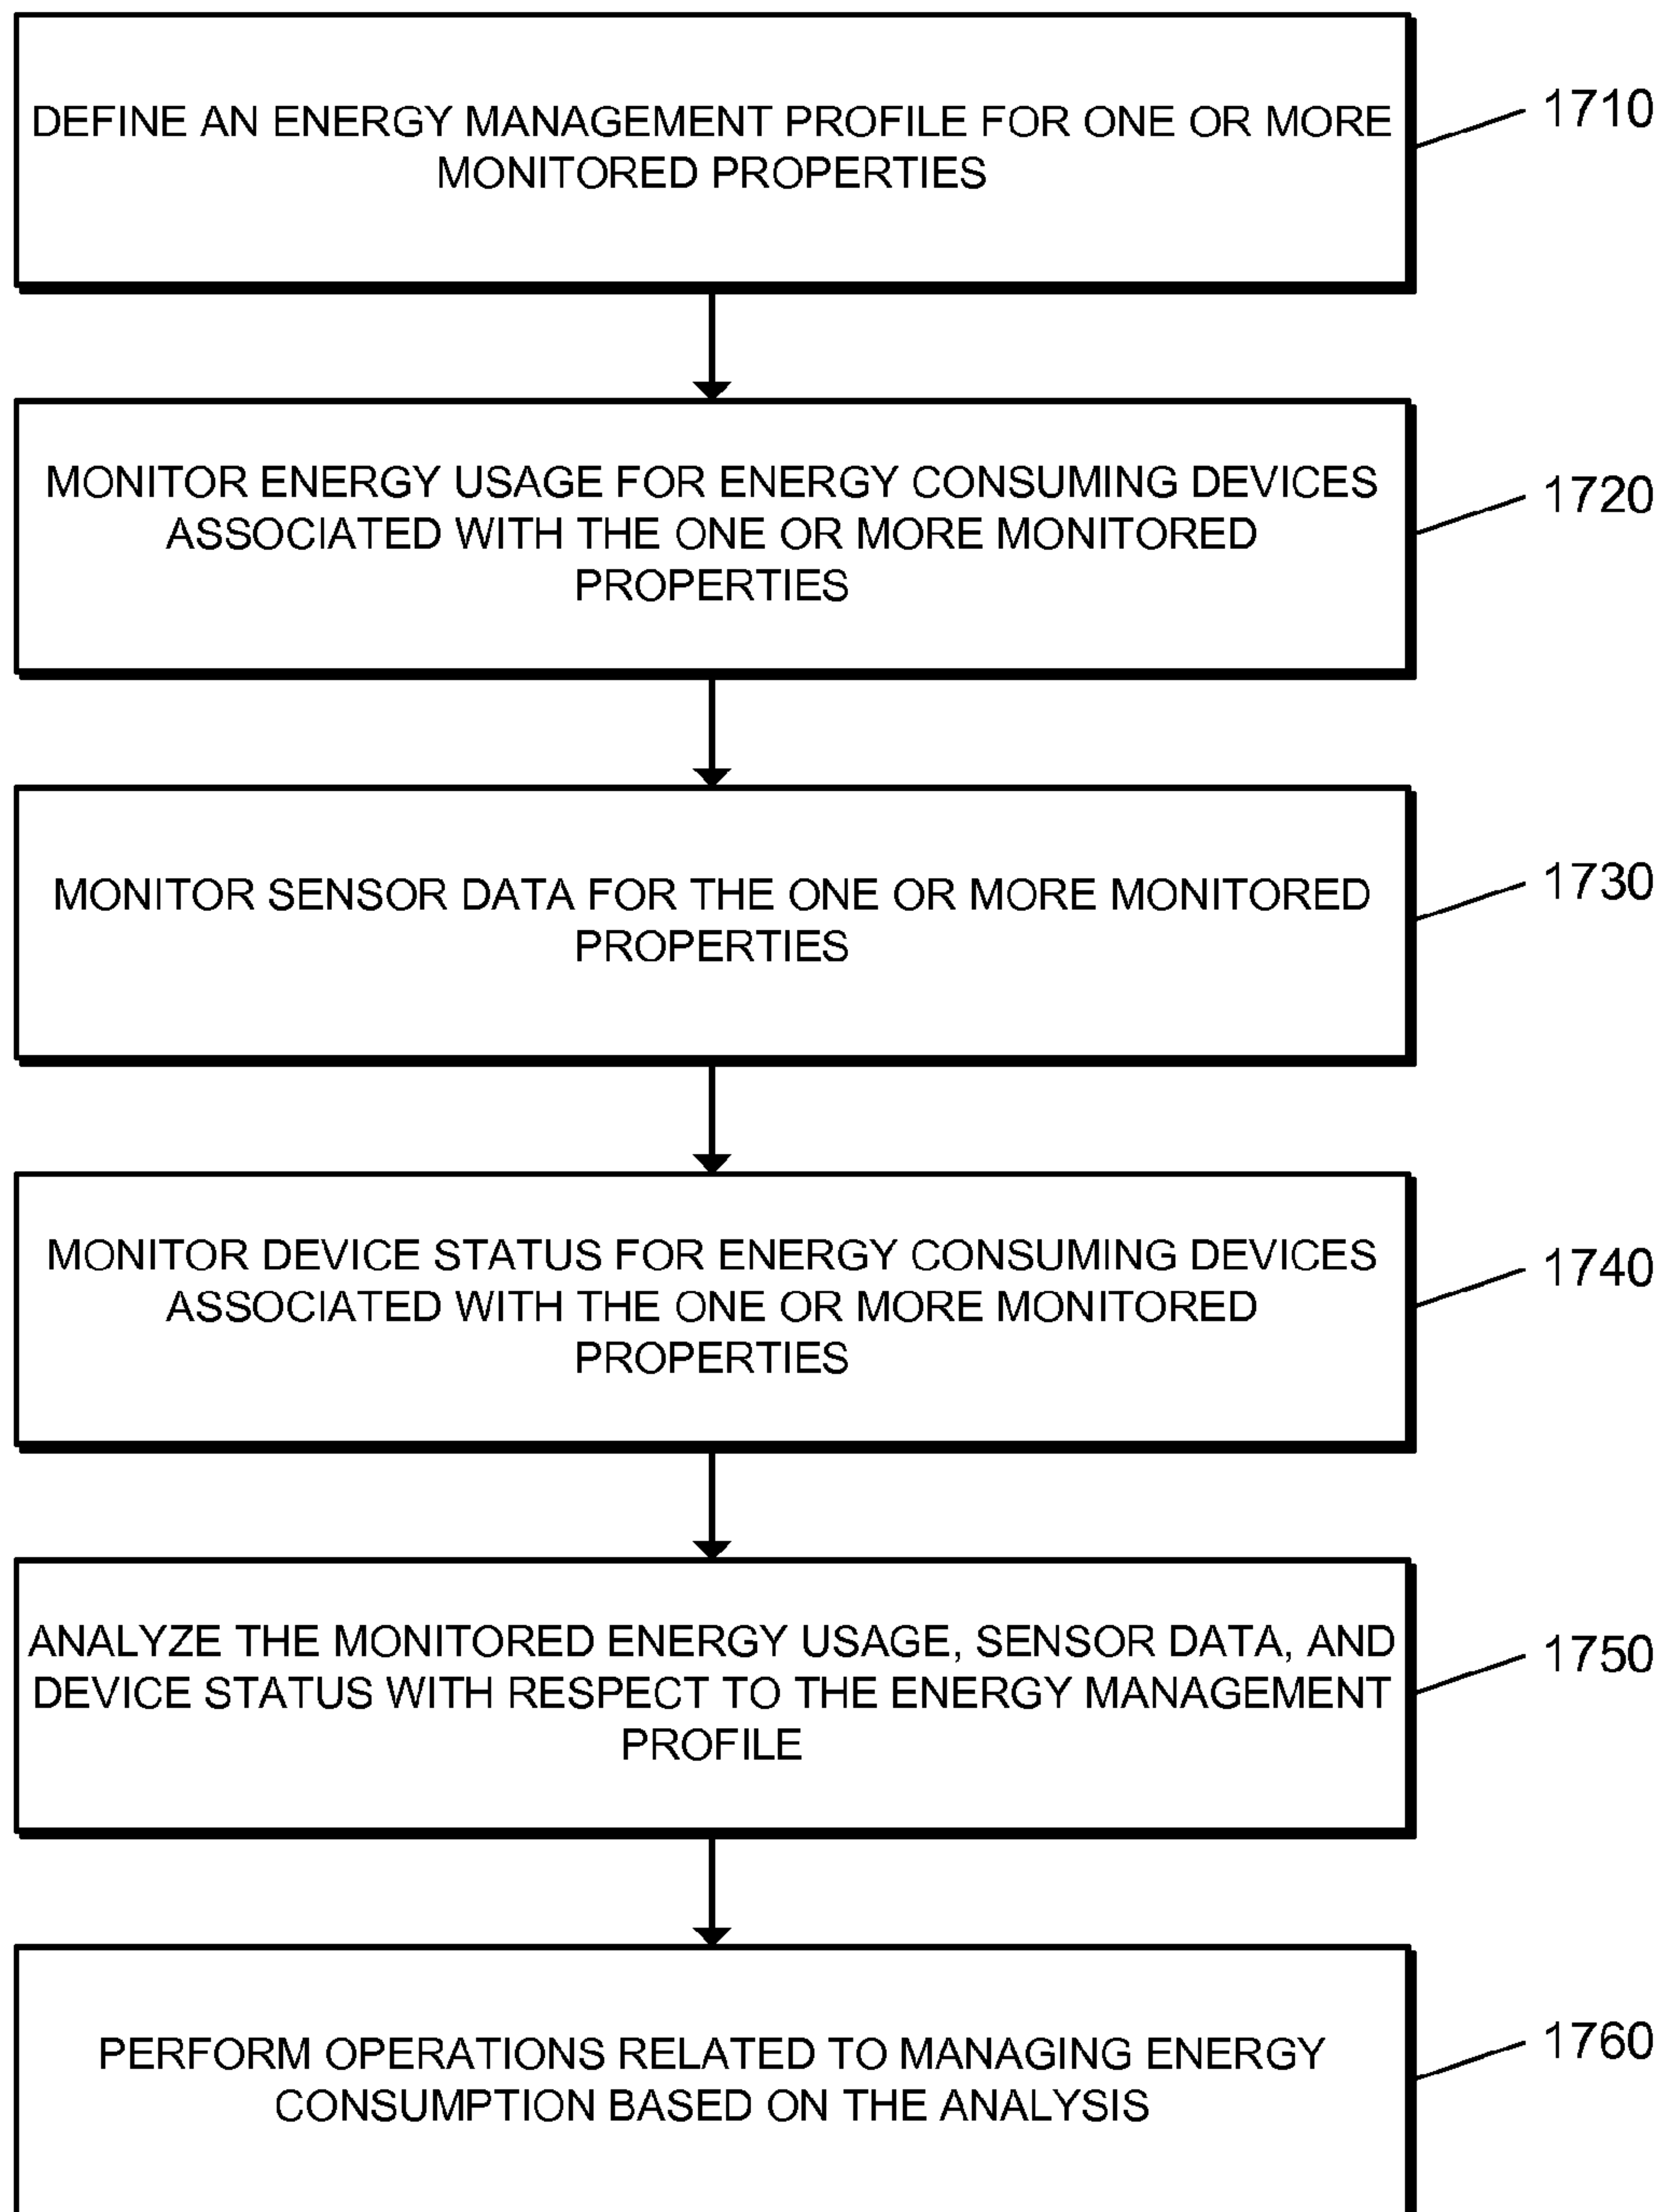 DEFINE AN ENERGY MANAGEMENT PROFILE FOR ONE OR MORE
MONITORED PROPERTIES
1710
MONITOR ENERGY USAGE FOR ENERGY CONSUMING DEVICES
ASSOCIATED WITH THE ONE OR MORE MONITORED
PROPERTIES
1720
MONITOR SENSOR DATA FOR THE ONE OR MORE MONITORED
PROPERTIES
1730
MONITOR DEVICE STATUS FOR ENERGY CONSUMING DEVICES
ASSOCIATED WITH THE ONE OR MORE MONITORED
PROPERTIES
1740
ANALYZE THE MONITORED ENERGY USAGE, SENSOR DATA, AND
DEVICE STATUS WITH RESPECT TO THE ENERGY MANAGEMENT
PROFILE
1750
PERFORM OPERATIONS RELATED TO MANAGING ENERGY
CONSUMPTION BASED ON THE ANALYSIS
1760